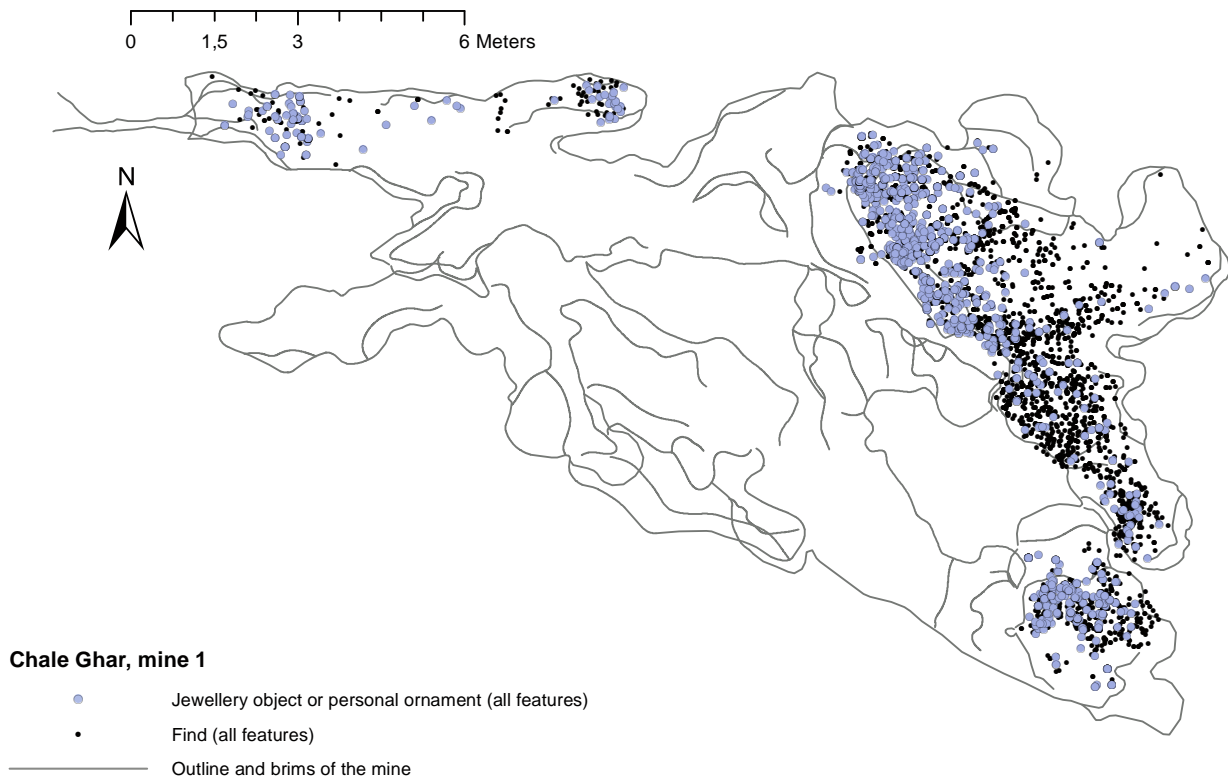 0 1,5 3 6 Meters
N
Chale Ghar, mine 1
Jewellery object or personal ornament (all features)
Find (all features)
Outline and brims of the mine